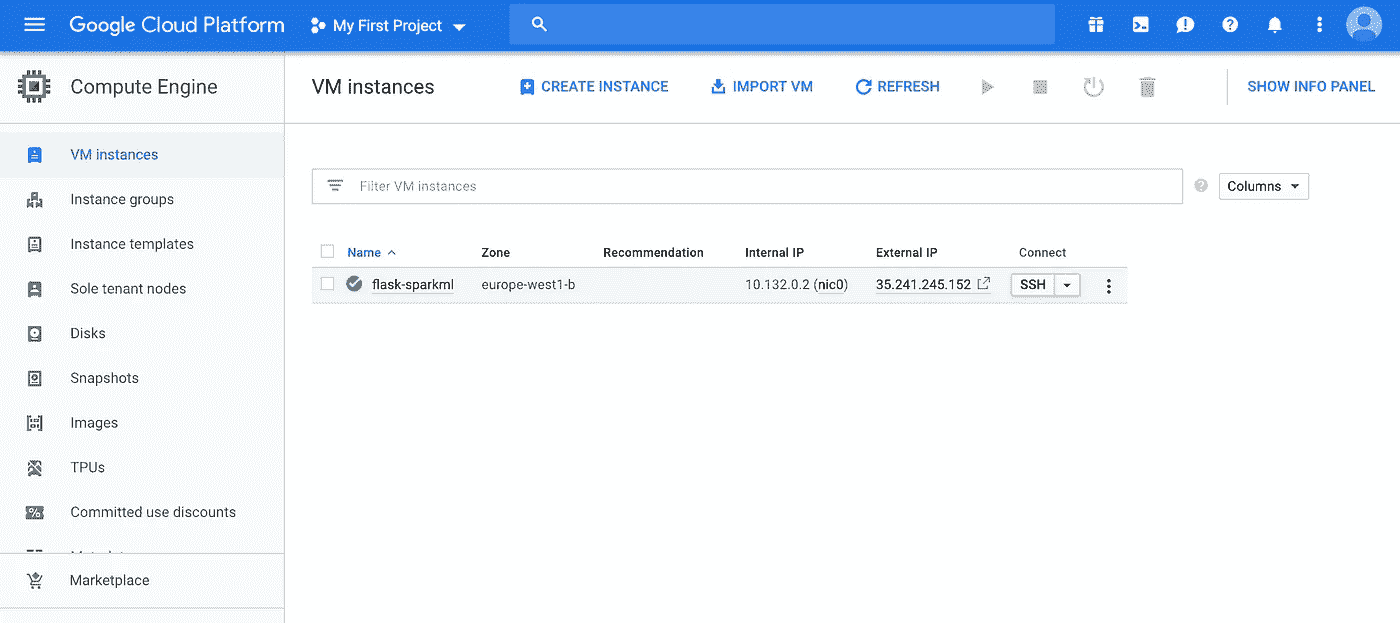 Google Cloud Platform My First Project
Compute Engine
VM instances CREATE INSTANCE IMPORT VM REFRESH SHOW INFO PANEL
VM instances
Instance groups
Instance templates
Sole tenant nodes
Disks
Snapshots
Images
TPUs
Committed use discounts
Marketplace
Filter VM instances Columns
Name Zone Recommendation Internal IP External IP Connect
flask-sparkml europe-west1-b 10.132.0.2 (nic0) 35.241.245.152 SSH